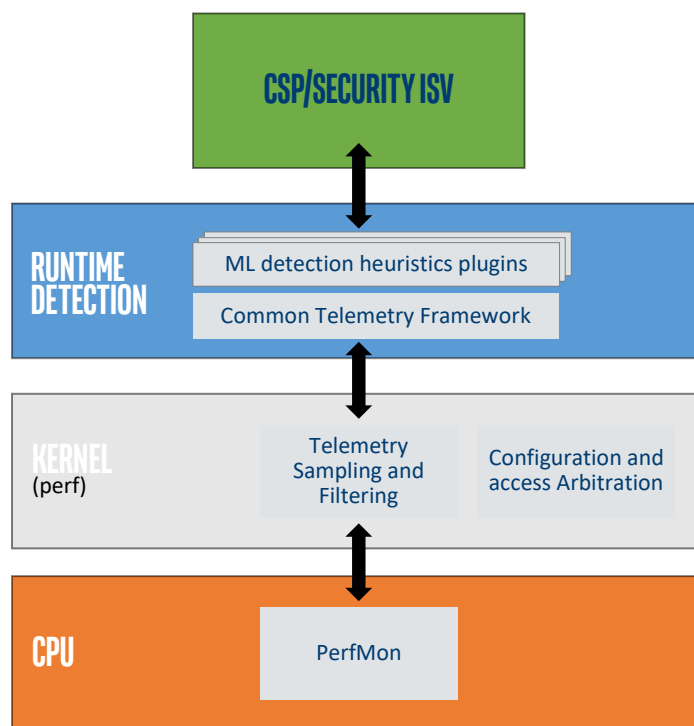 CSP/SECURITY ISV
RUNTIME
DETECTION
ML detection heuristics plugins
Common Telemetry Framework
KERNEL
(perf)
Telemetry
Sampling and
Filtering
Configuration and
access Arbitration
CPU
PerfMon